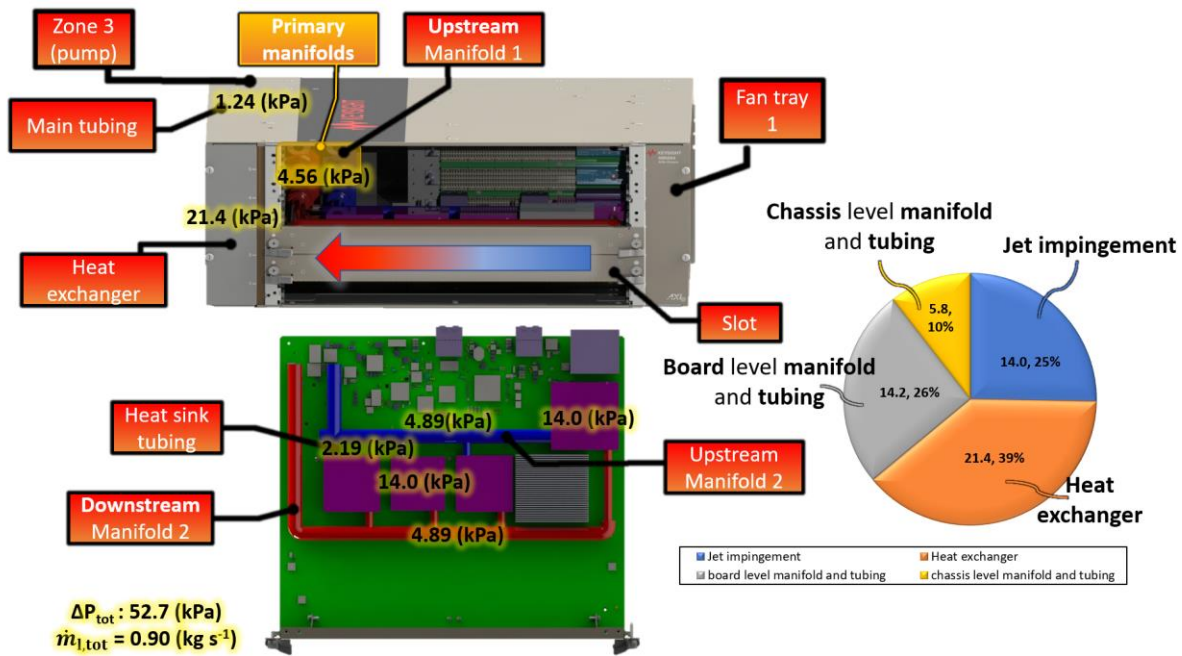 Zone 3
(pump)
Primary
manifolds
Upstream
Manifold 1
1.24 (kPa)
Main tubing
Fan tray
1
4.56 (kPa)
21.4 (kPa)
Heat
exchanger
Slot
Chassis level manifold
and tubing
Jet impingement
5.8,
10%
14.0, 25%
Board level manifold
and tubing
14.2, 26%
21.4, 39%
Heat
exchanger
Jet impingement
Heat exchanger
board level manifold and tubing
chassis level manifold and tubing
Heat sink
tubing
4.89(kPa)
14.0 (kPa)
2.19 (kPa)
14.0 (kPa)
Upstream
Manifold 2
Downstream
Manifold 2
4.89 (kPa)
ΔPtot : 52.7 (kPa)
ṁl,tot = 0.90 (kg s⁻¹)